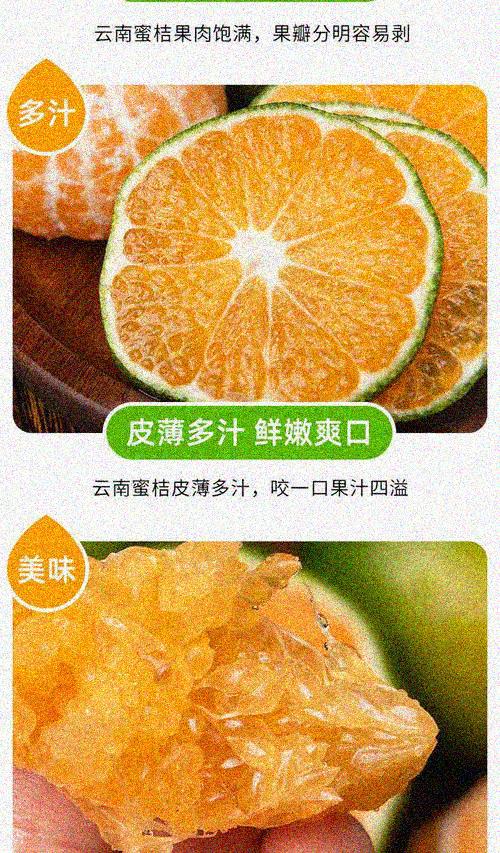 云南蜜桔果肉饱满，果瓣分明容易剥
多汁
皮薄多汁 鲜嫩爽口
云南蜜桔皮薄多汁，咬一口果汁四溢
美味